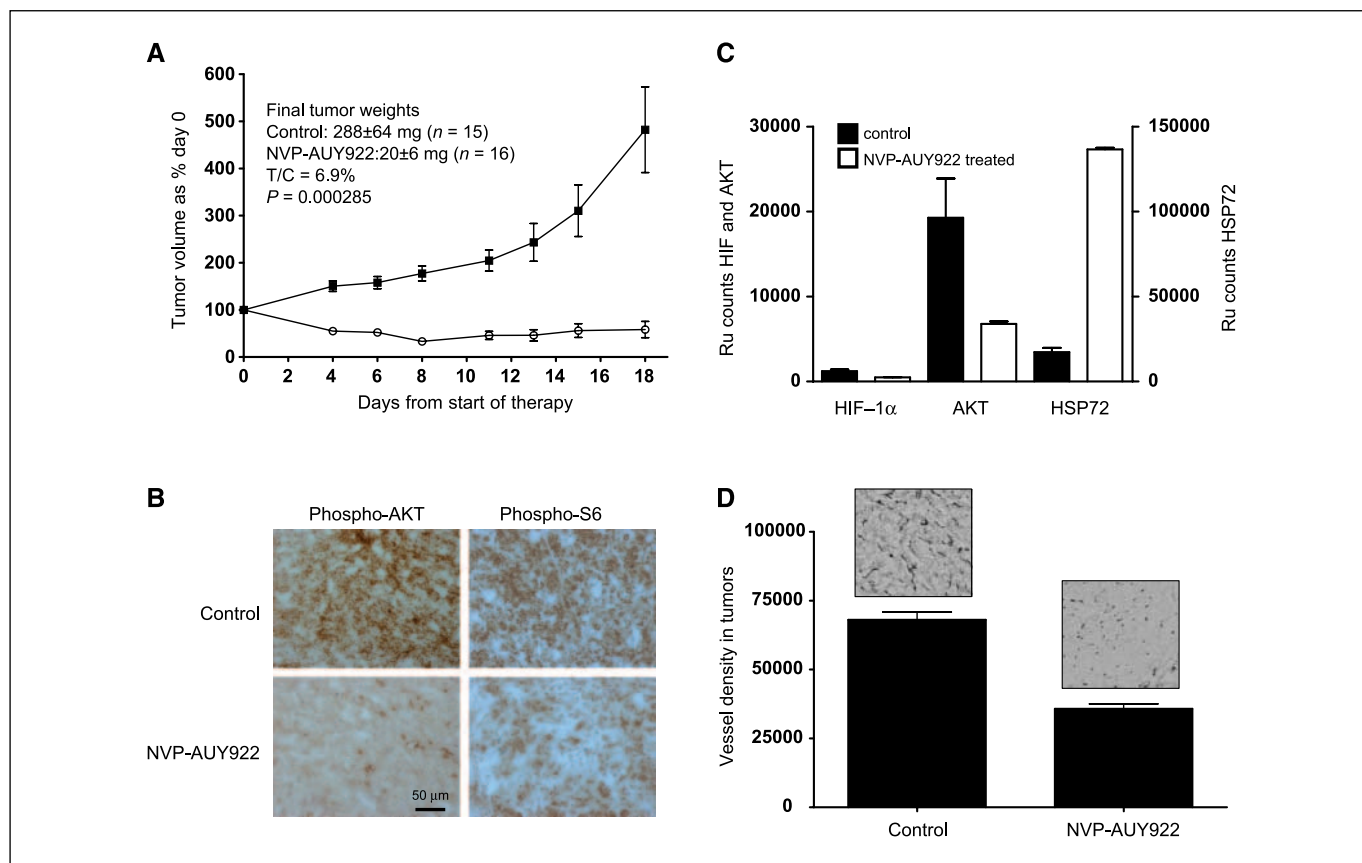 A
Tumor volume as % day 0
600
500
400
300
200
100
0
Final tumor weights
Control: 288±64 mg (n = 15)
NVP-AUY922:20±6 mg (n = 16)
T/C = 6.9%
P = 0.000285
0 2 4 6 8 10 11 12 13 14 16 18
Days from start of therapy
C
Ru counts HIF and AKT
30000
20000
10000
0
control
NVP-AUY922 treated
150000
100000
50000
0
Ru counts HSP72
HIF–1α AKT HSP72
B
Phospho-AKT Phospho-S6
Control
NVP-AUY922
50 μm
D
Vessel density in tumors
100000
75000
50000
25000
0
Control NVP-AUY922